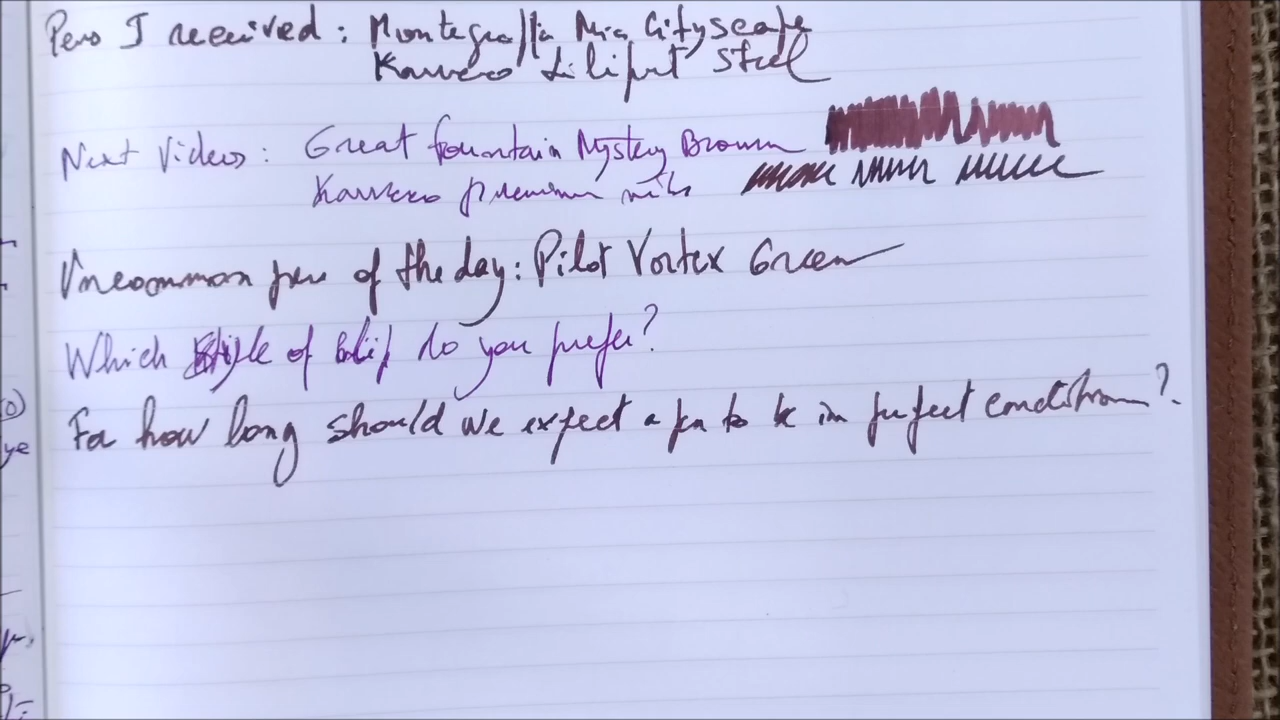 Pens I received: Montegrappa Mia Cityscape
Kaweco Liliput Steel
Next Videos: Great fountain Mystery Brown
Kaweco premium nibs
Uncommon pen of the day: Pilot Vortex Green
Which Style of blip do you prefer?
For how long should we expect a pen to be in perfect condition?
ye